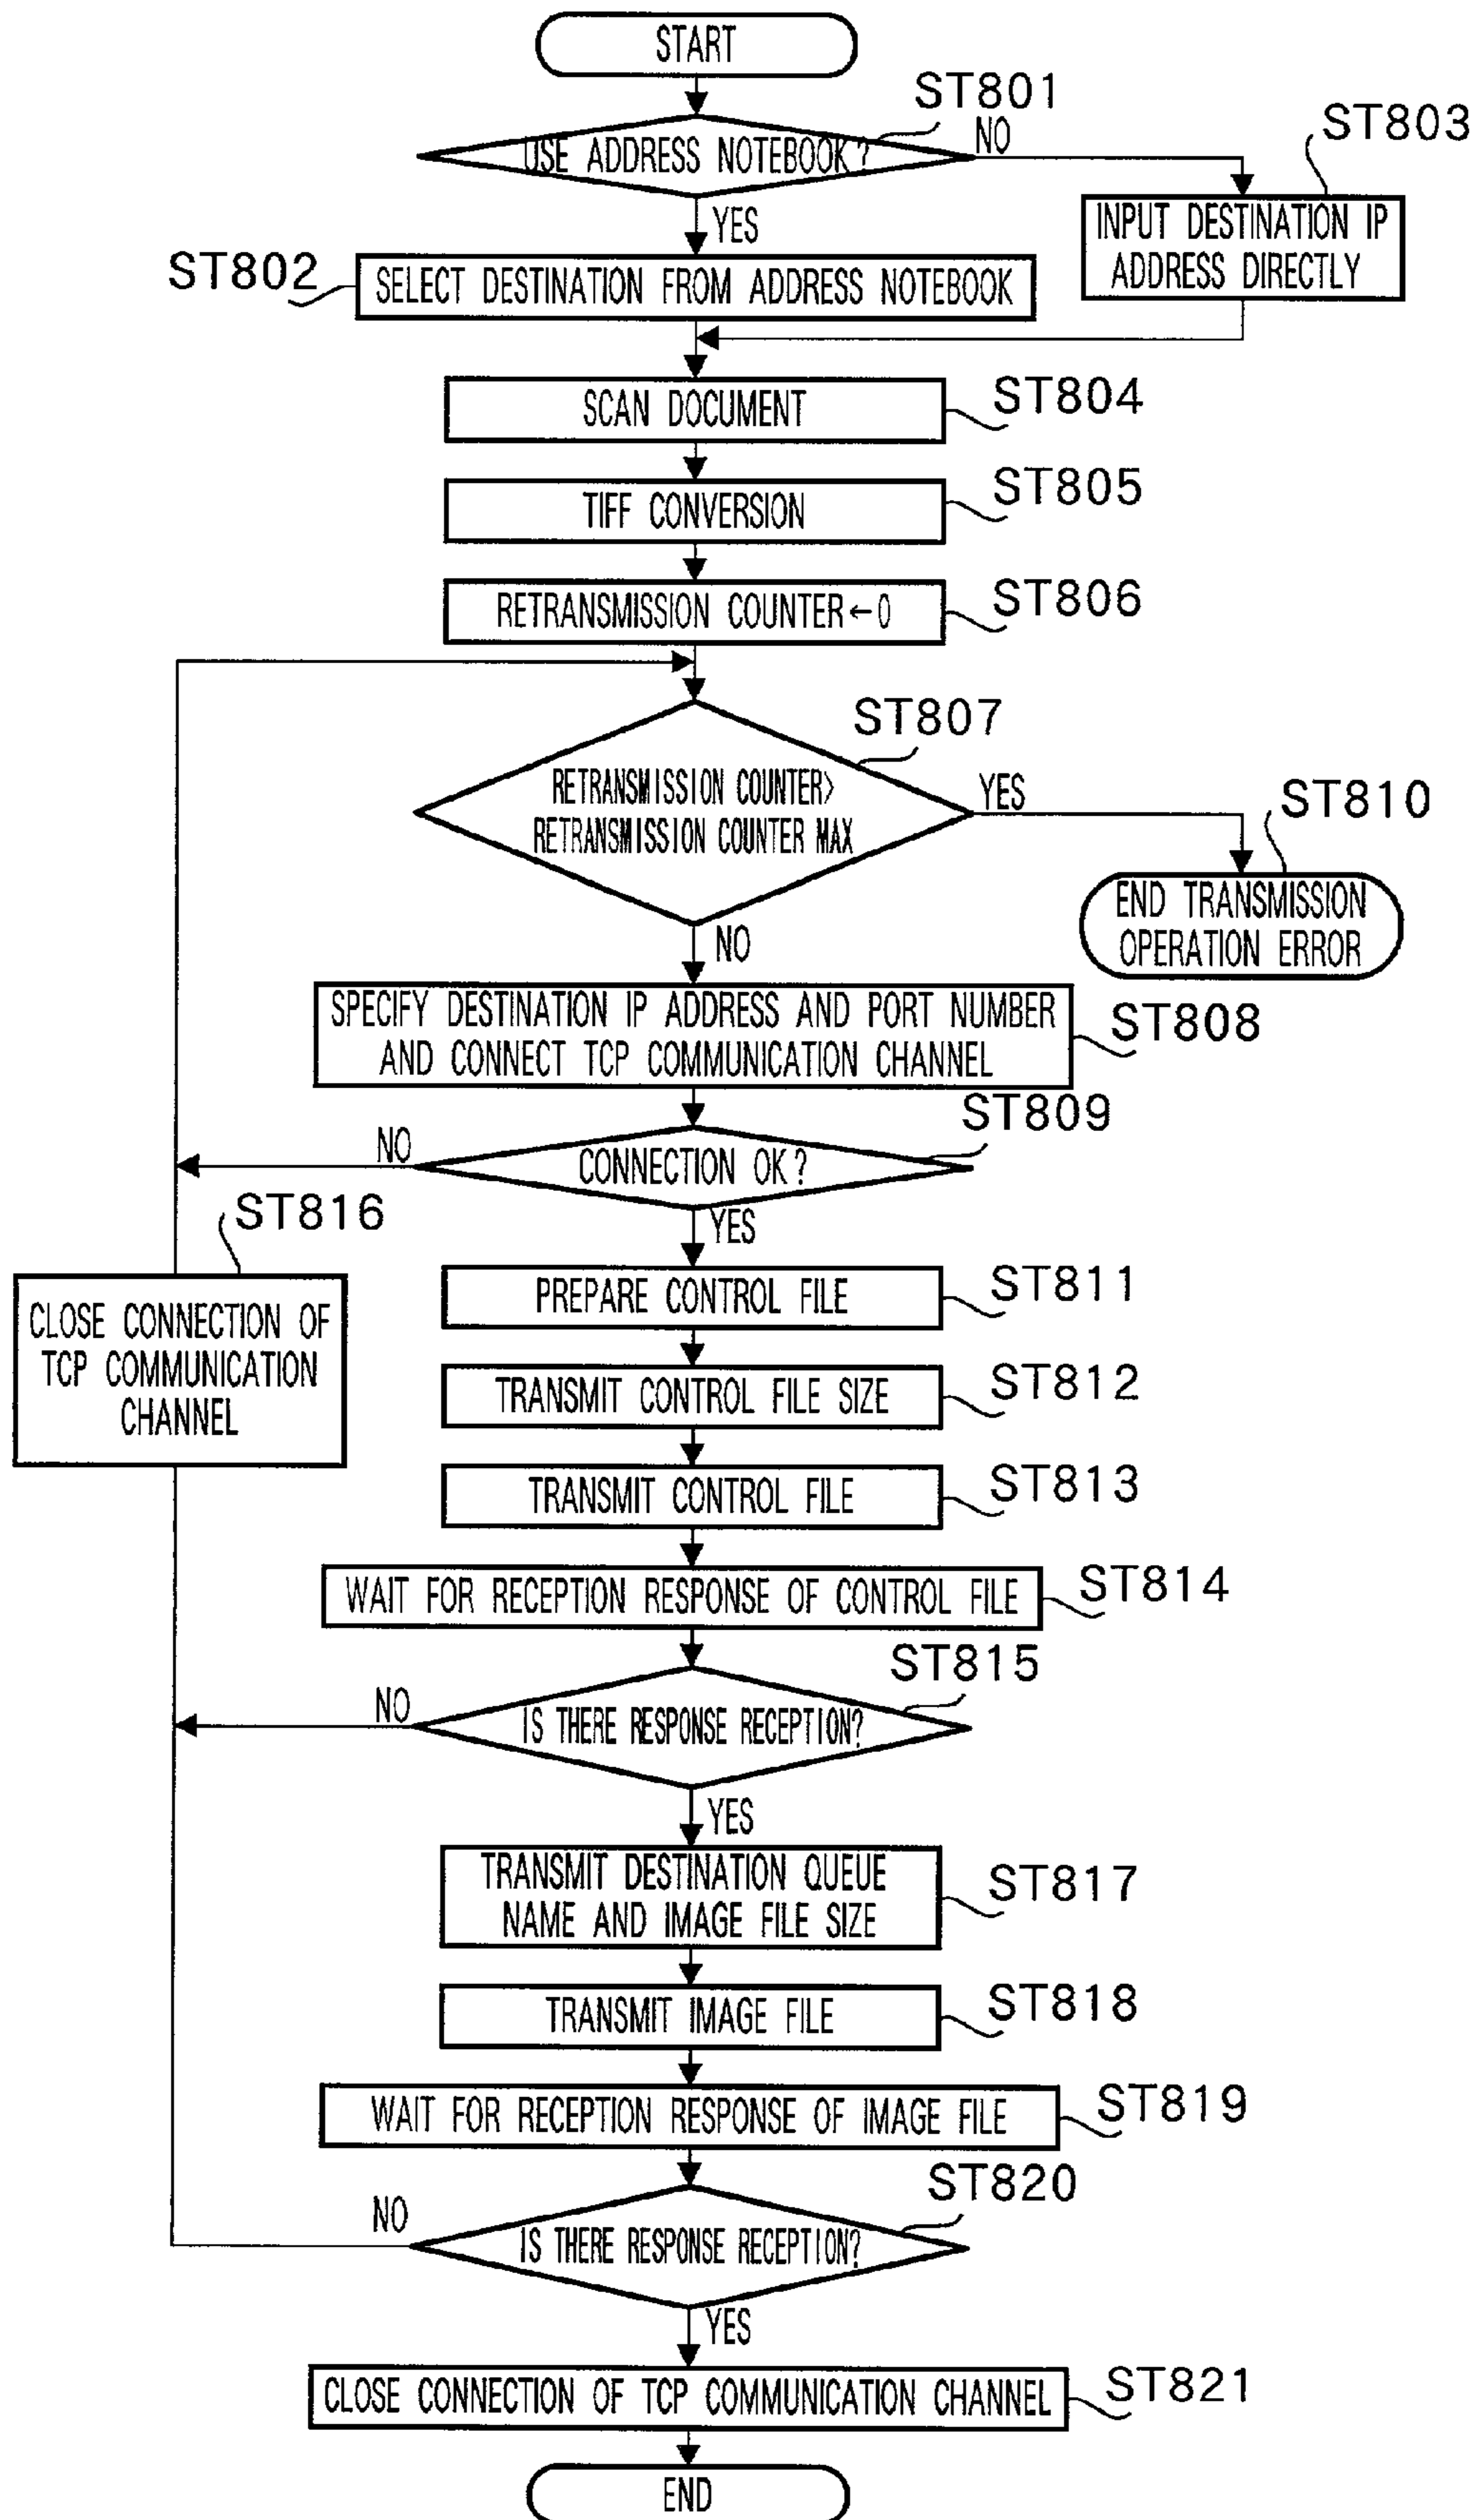 START
ST801
USE ADDRESS NOTEBOOK?
NO
ST803
YES
INPUT DESTINATION IP
ADDRESS DIRECTLY
ST802
SELECT DESTINATION FROM ADDRESS NOTEBOOK
SCAN DOCUMENT
ST804
TIFF CONVERSION
ST805
RETRANSMISSION COUNTER←0
ST806
ST807
RETRANSMISSION COUNTER>
RETRANSMISSION COUNTER MAX
YES
ST810
END TRANSMISSION
OPERATION ERROR
NO
SPECIFY DESTINATION IP ADDRESS AND PORT NUMBER
AND CONNECT TCP COMMUNICATION CHANNEL
ST808
ST809
NO
CONNECTION OK?
ST816
YES
CLOSE CONNECTION OF
TCP COMMUNICATION
CHANNEL
PREPARE CONTROL FILE
ST811
TRANSMIT CONTROL FILE SIZE
ST812
TRANSMIT CONTROL FILE
ST813
WAIT FOR RECEPTION RESPONSE OF CONTROL FILE
ST814
ST815
NO
IS THERE RESPONSE RECEPTION?
YES
TRANSMIT DESTINATION QUEUE
NAME AND IMAGE FILE SIZE
ST817
TRANSMIT IMAGE FILE
ST818
WAIT FOR RECEPTION RESPONSE OF IMAGE FILE
ST819
ST820
NO
IS THERE RESPONSE RECEPTION?
YES
CLOSE CONNECTION OF TCP COMMUNICATION CHANNEL
ST821
END